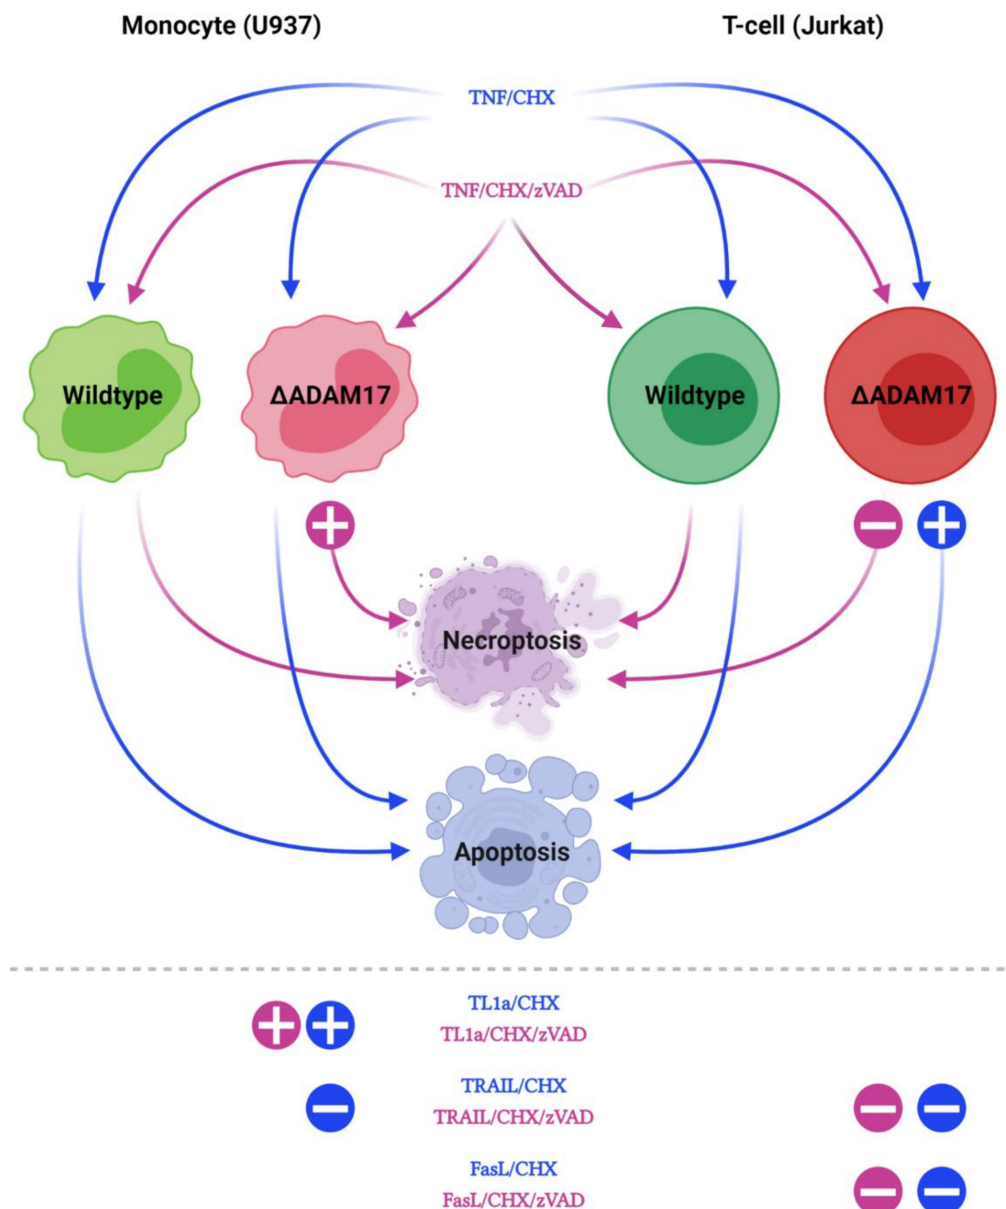 Monocyte (U937)
T-cell (Jurkat)
TNF/CHX
TNF/CHX/zVAD
Wildtype
ΔADAM17
Wildtype
ΔADAM17
Necroptosis
Apoptosis
TL1a/CHX
TL1a/CHX/zVAD
TRAIL/CHX
TRAIL/CHX/zVAD
FasL/CHX
FasL/CHX/zVAD